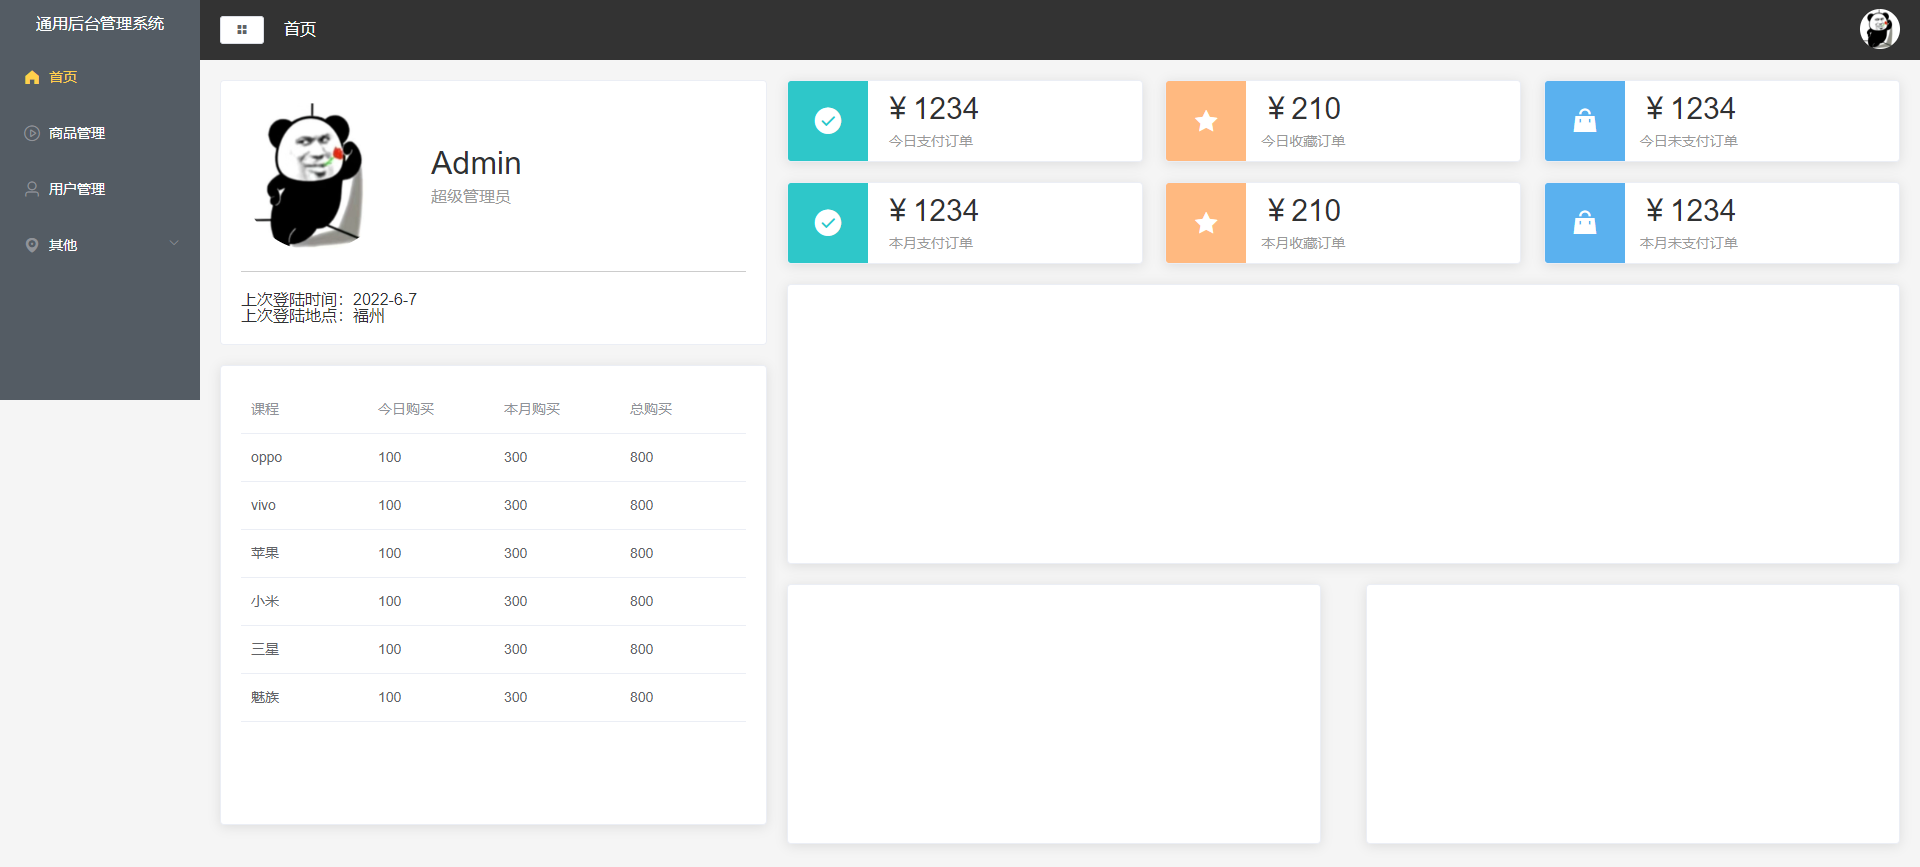 通用后台管理系统
首页
商品管理
用户管理
其他
首页
Admin
超级管理员
上次登陆时间：2022-6-7
上次登陆地点：福州
课程 今日购买 本月购买 总购买
oppo 100 300 800
vivo 100 300 800
苹果 100 300 800
小米 100 300 800
三星 100 300 800
魅族 100 300 800
¥ 1234
今日支付订单
¥ 210
今日收藏订单
¥ 1234
今日未支付订单
¥ 1234
本月支付订单
¥ 210
本月收藏订单
¥ 1234
本月未支付订单